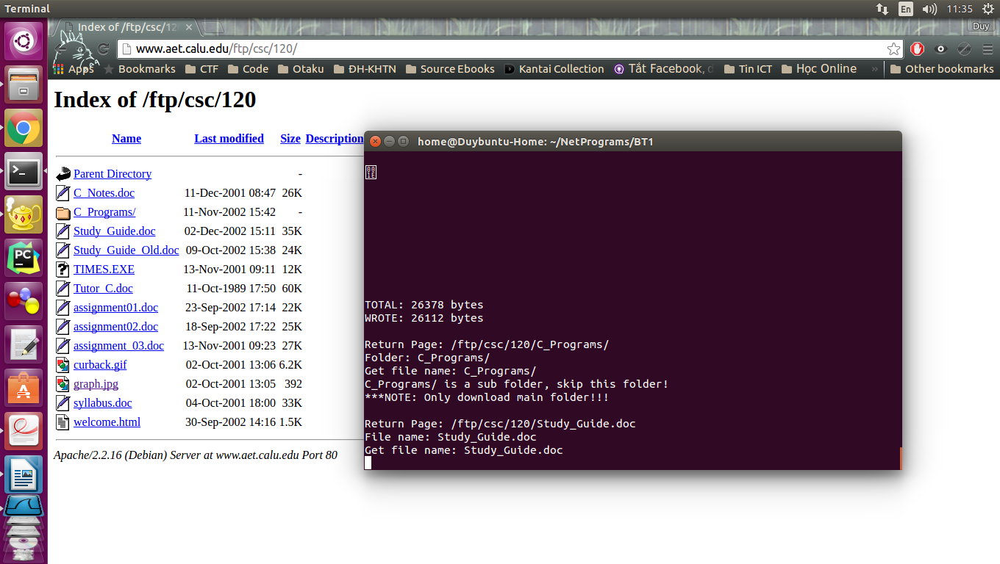 Terminal
En
11:35
Index of /ftp/csc/12
Duy
www.aet.calu.edu/ftp/csc/120/
Apps
Bookmarks
CTF
Code
Otaku
ĐH-KHTN
Source Ebooks
Kantai Collection
Tắt Facebook, d
Tin ICT
Học Online
»
Other bookmarks
Index of /ftp/csc/120
Name Last modified Size Description
Parent Directory -
C_Notes.doc 11-Dec-2001 08:47 26K
C_Programs/ 11-Nov-2002 15:42 -
Study_Guide.doc 02-Dec-2002 15:11 35K
Study_Guide_Old.doc 09-Oct-2002 15:38 24K
TIMES.EXE 13-Nov-2001 09:11 12K
Tutor_C.doc 11-Oct-1989 17:50 60K
assignment01.doc 23-Sep-2002 17:14 22K
assignment02.doc 18-Sep-2002 17:22 25K
assignment_03.doc 13-Nov-2001 09:23 27K
curback.gif 02-Oct-2001 13:06 6.2K
graph.jpg 02-Oct-2001 13:05 392
syllabus.doc 04-Oct-2001 18:00 33K
welcome.html 30-Sep-2002 14:16 1.5K
Apache/2.2.16 (Debian) Server at www.aet.calu.edu Port 80
home@Duybuntu-Home: ~/NetPrograms/BT1
00
1E
TOTAL: 26378 bytes
WROTE: 26112 bytes
Return Page: /ftp/csc/120/C_Programs/
Folder: C_Programs/
Get file name: C_Programs/
C_Programs/ is a sub folder, skip this folder!
***NOTE: Only download main folder!!!
Return Page: /ftp/csc/120/Study_Guide.doc
File name: Study_Guide.doc
Get file name: Study_Guide.doc
PC